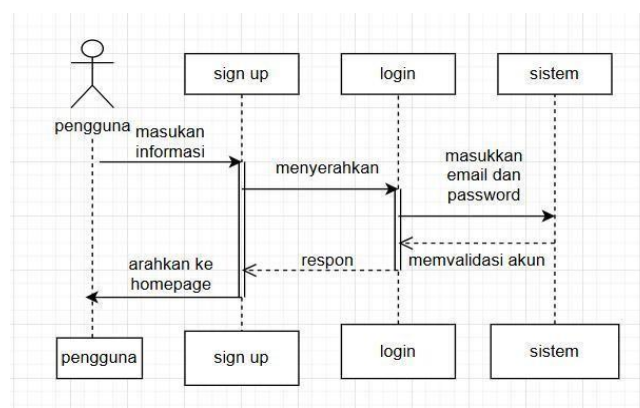 sign up
login
sistem
pengguna
masukan
informasi
menyerahkan
masukkan
email dan
password
memvalidasi akun
respon
arahkan ke
homepage
pengguna
sign up
login
sistem